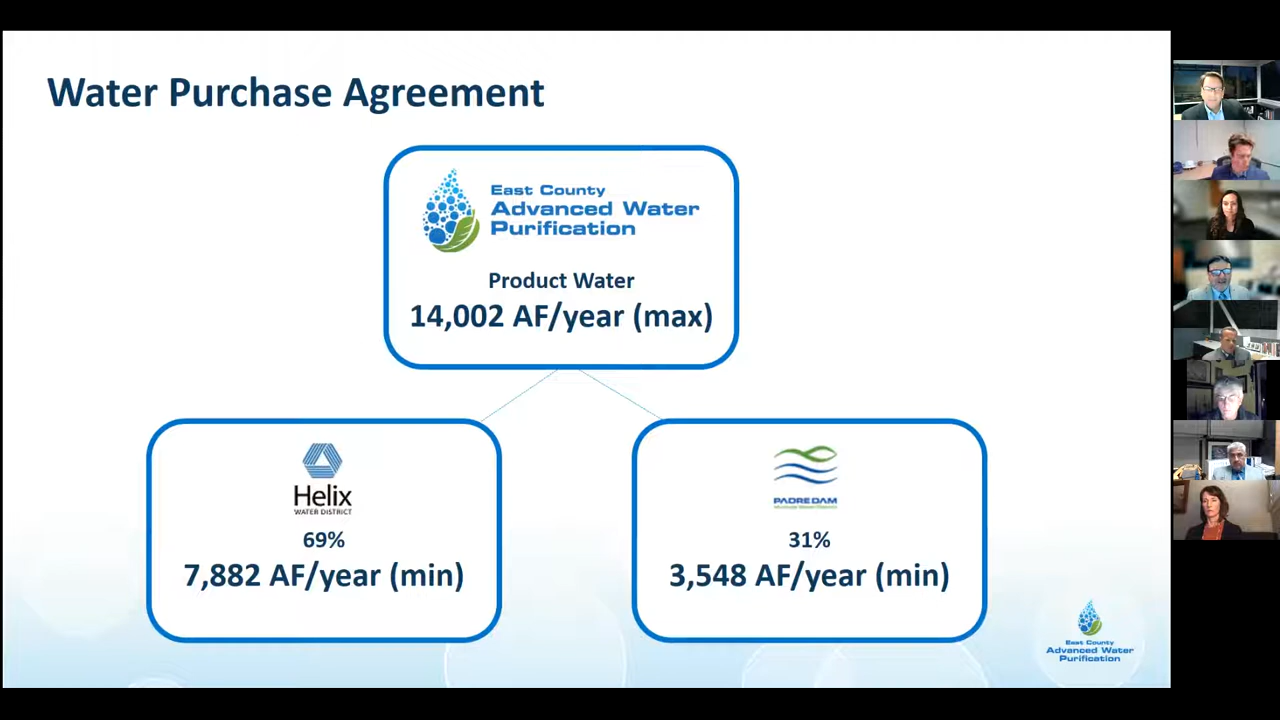 Water Purchase Agreement
East County
Advanced Water
Purification
Product Water
14,002 AF/year (max)
Helix
WATER DISTRICT
69%
7,882 AF/year (min)
PADRE DAM
31%
3,548 AF/year (min)
East County
Advanced Water
Purification